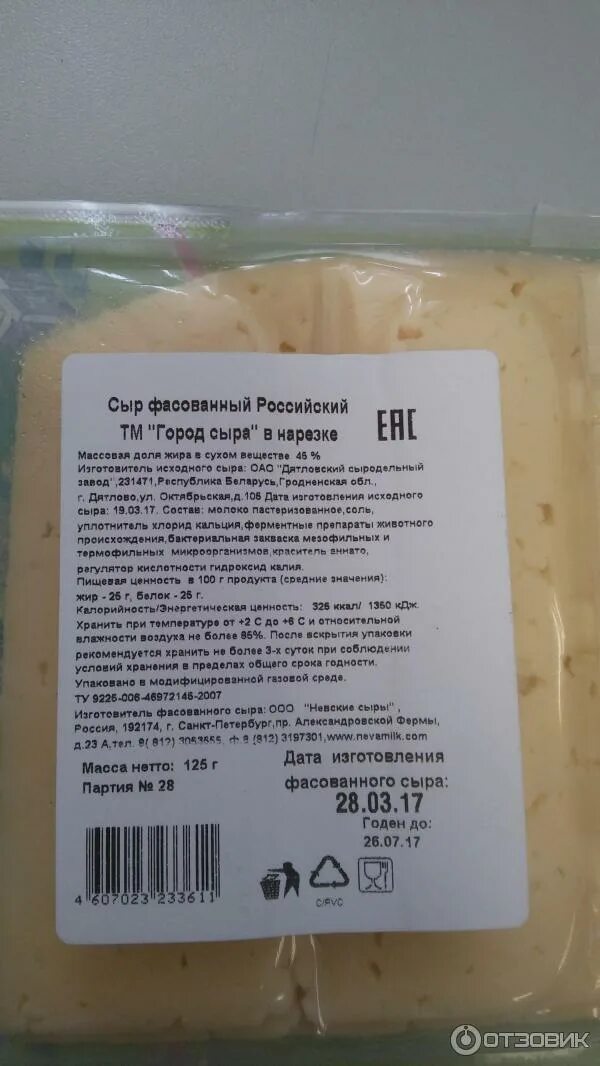 Сыр фасованный Российский
ТМ "Город сыра" в нарезке
ЕАС
Массовая доля жира в сухом веществе 45 %
Изготовитель исходного сыра: ОАО "Дятловский сыродельный
завод",231471,Республика Беларусь,Гродненская обл.,
г. Дятлово,ул. Октябрьская,д.106 Дата изготовления исходного
сыра: 19.03.17. Состав: молоко пастеризованное,соль,
уплотнитель хлорид кальция,ферментные препараты животного
происхождения,бактериальная закваска мезофильных и
термофильных микроорганизмов,краситель аннато,
регулятор кислотности гидроксид калия.
Пищевая ценность в 100 г продукта (средние значения):
жир - 25 г, белок - 25 г.
Калорийность/Энергетическая ценность: 325 ккал/ 1350 кДж.
Хранить при температуре от +2 С до +6 С и относительной
влажности воздуха не более 85%. После вскрытия упаковки
рекомендуется хранить не более 3-х суток при соблюдении
условий хранения в пределах общего срока годности.
Упаковано в модифицированной газовой среде.
ТУ 9225-006-46972145-2007
Изготовитель фасованного сыра: ООО "Невские сыры" ,
Россия, 192174, г. Санкт-Петербург,пр. Александровской Фермы,
д.23 А.тел. 8( 812) ф.8 (812) 3197301,www.nevamilk.com
Масса нетто: 125 г
Партия № 28
Дата изготовления
фасованного сыра:
28.03.17
Годен до:
26.07.17
4 607023 233611
C/PVC
ОТЗОВИК